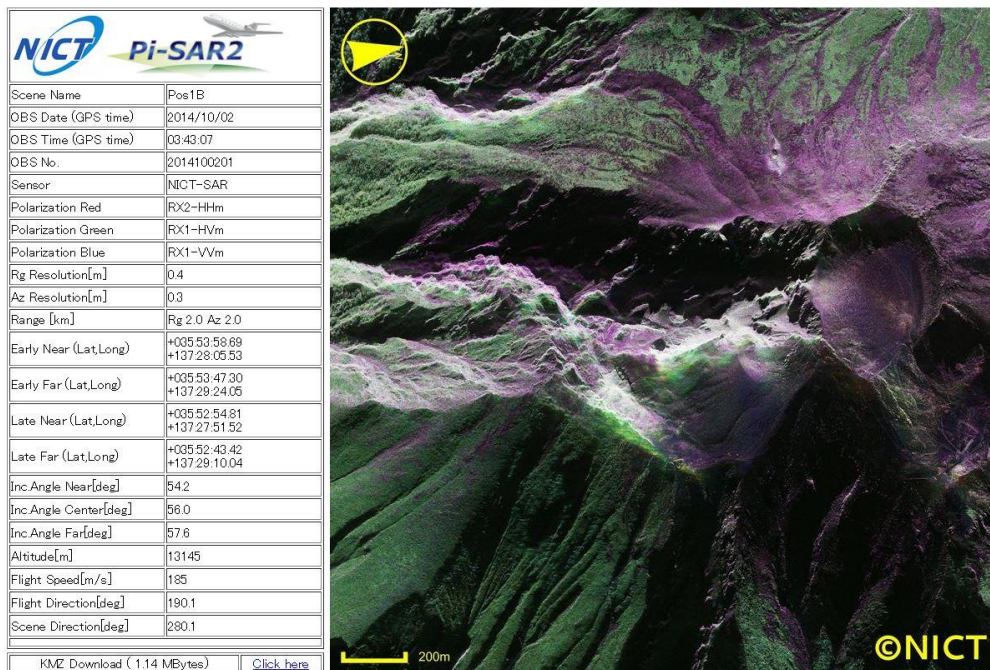 NICT Pi-SAR2
Scene Name Pos1B
OBS Date (GPS time) 2014/10/02
OBS Time (GPS time) 03:43:07
OBS No. 2014100201
Sensor NICT-SAR
Polarization Red RX2-HHm
Polarization Green RX1-HVm
Polarization Blue RX1-VVm
Rg Resolution[m] 0.4
Az Resolution[m] 0.3
Range [km] Rg 2.0 Az 2.0
Early Near (Lat,Long) +035:53:58.69
+137:28:05.53
Early Far (Lat,Long) +035:53:47.30
+137:29:24.05
Late Near (Lat,Long) +035:52:54.81
+137:27:51.52
Late Far (Lat,Long) +035:52:43.42
+137:29:10.04
Inc.Angle Near[deg] 54.2
Inc.Angle Center[deg] 56.0
Inc.Angle Far[deg] 57.6
Altitude[m] 13145
Flight Speed[m/s] 185
Flight Direction[deg] 190.1
Scene Direction[deg] 280.1
KMZ Download ( 1.14 MBytes) Click here
200m
©NICT